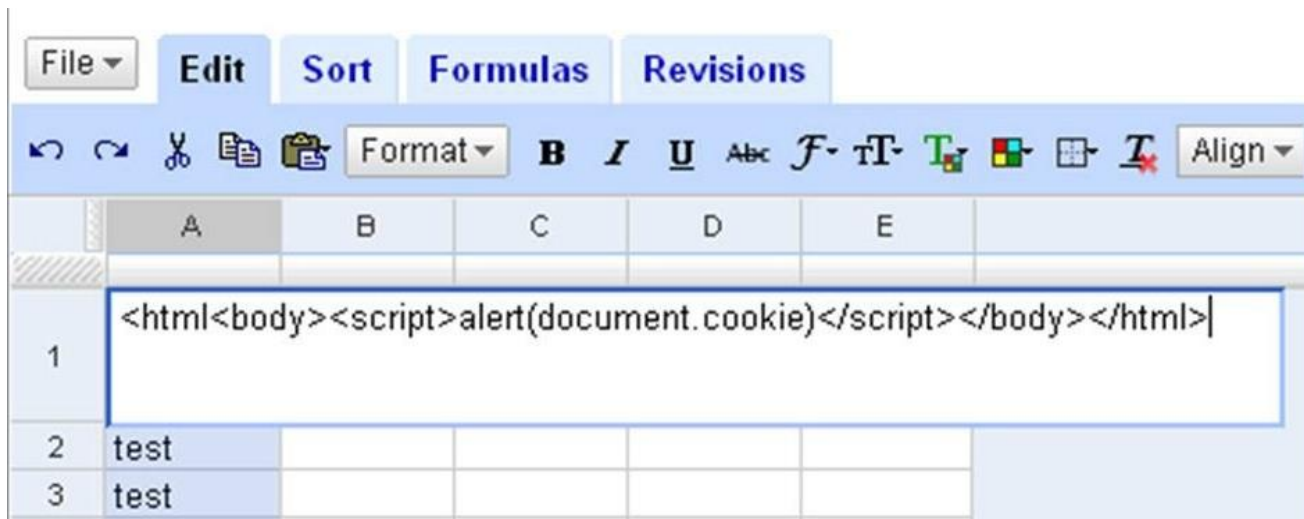 File Edit Sort Formulas Revisions
Format B I U Abc F TT T T Align
A B C D E
<html<body><script>alert(document.cookie)</script></body></html>
1
2 test
3 test